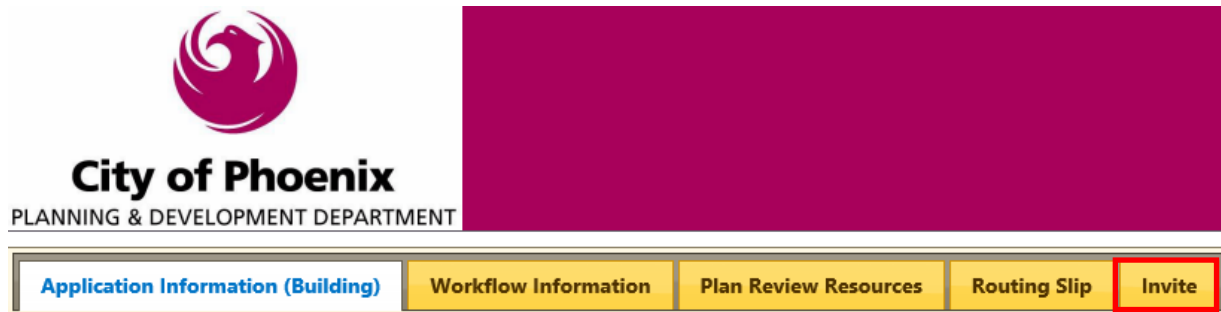 City of Phoenix
PLANNING & DEVELOPMENT DEPARTMENT
Application Information (Building) Workflow Information Plan Review Resources Routing Slip Invite